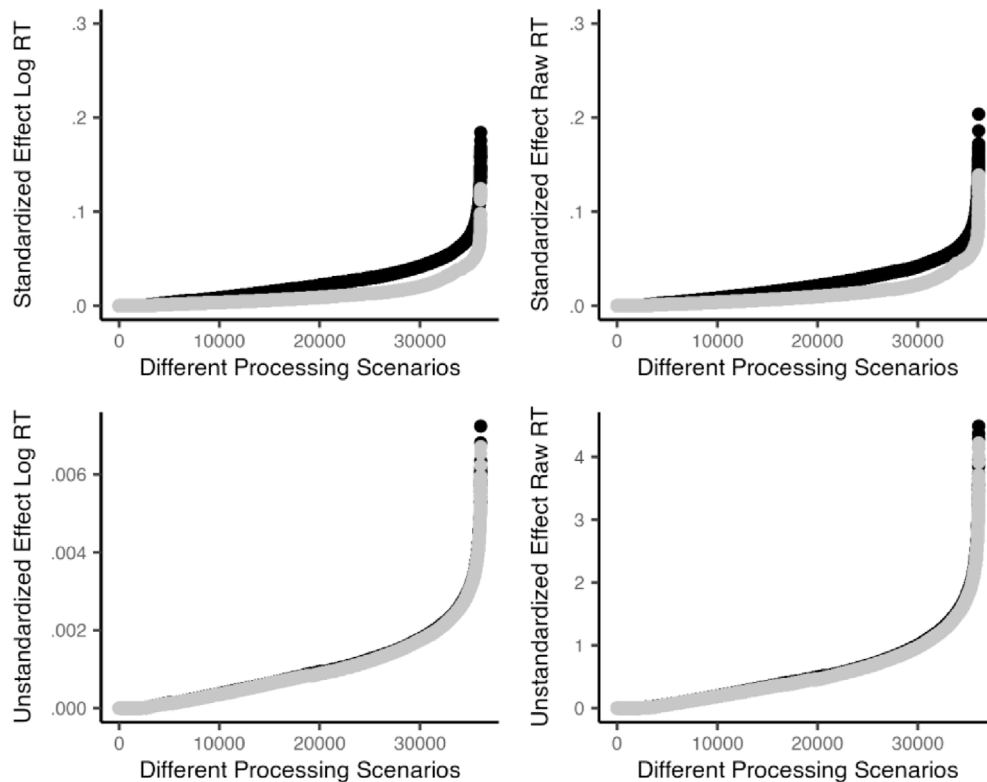 Standardized Effect Log RT
.3
.2
.1
.0
0 10000 20000 30000
Different Processing Scenarios
Standardized Effect Raw RT
.3
.2
.1
.0
0 10000 20000 30000
Different Processing Scenarios
Unstandardized Effect Log RT
.006
.004
.002
.000
0 10000 20000 30000
Different Processing Scenarios
Unstandardized Effect Raw RT
4
3
2
1
0
0 10000 20000 30000
Different Processing Scenarios